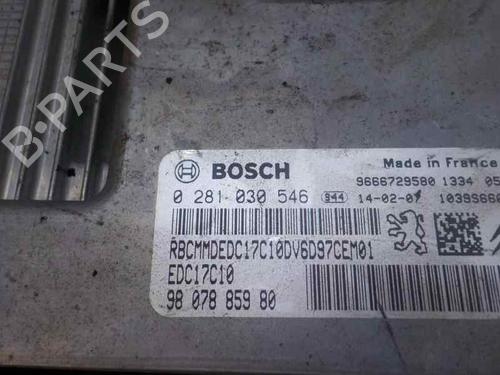 B-PARTS
BOSCH
Made in France
0 281 030 546 944 14-02-07
9666729580 1334
RBCMMDEDC17C10DV6D97CEM01
EDC17C10
98 078 859 80